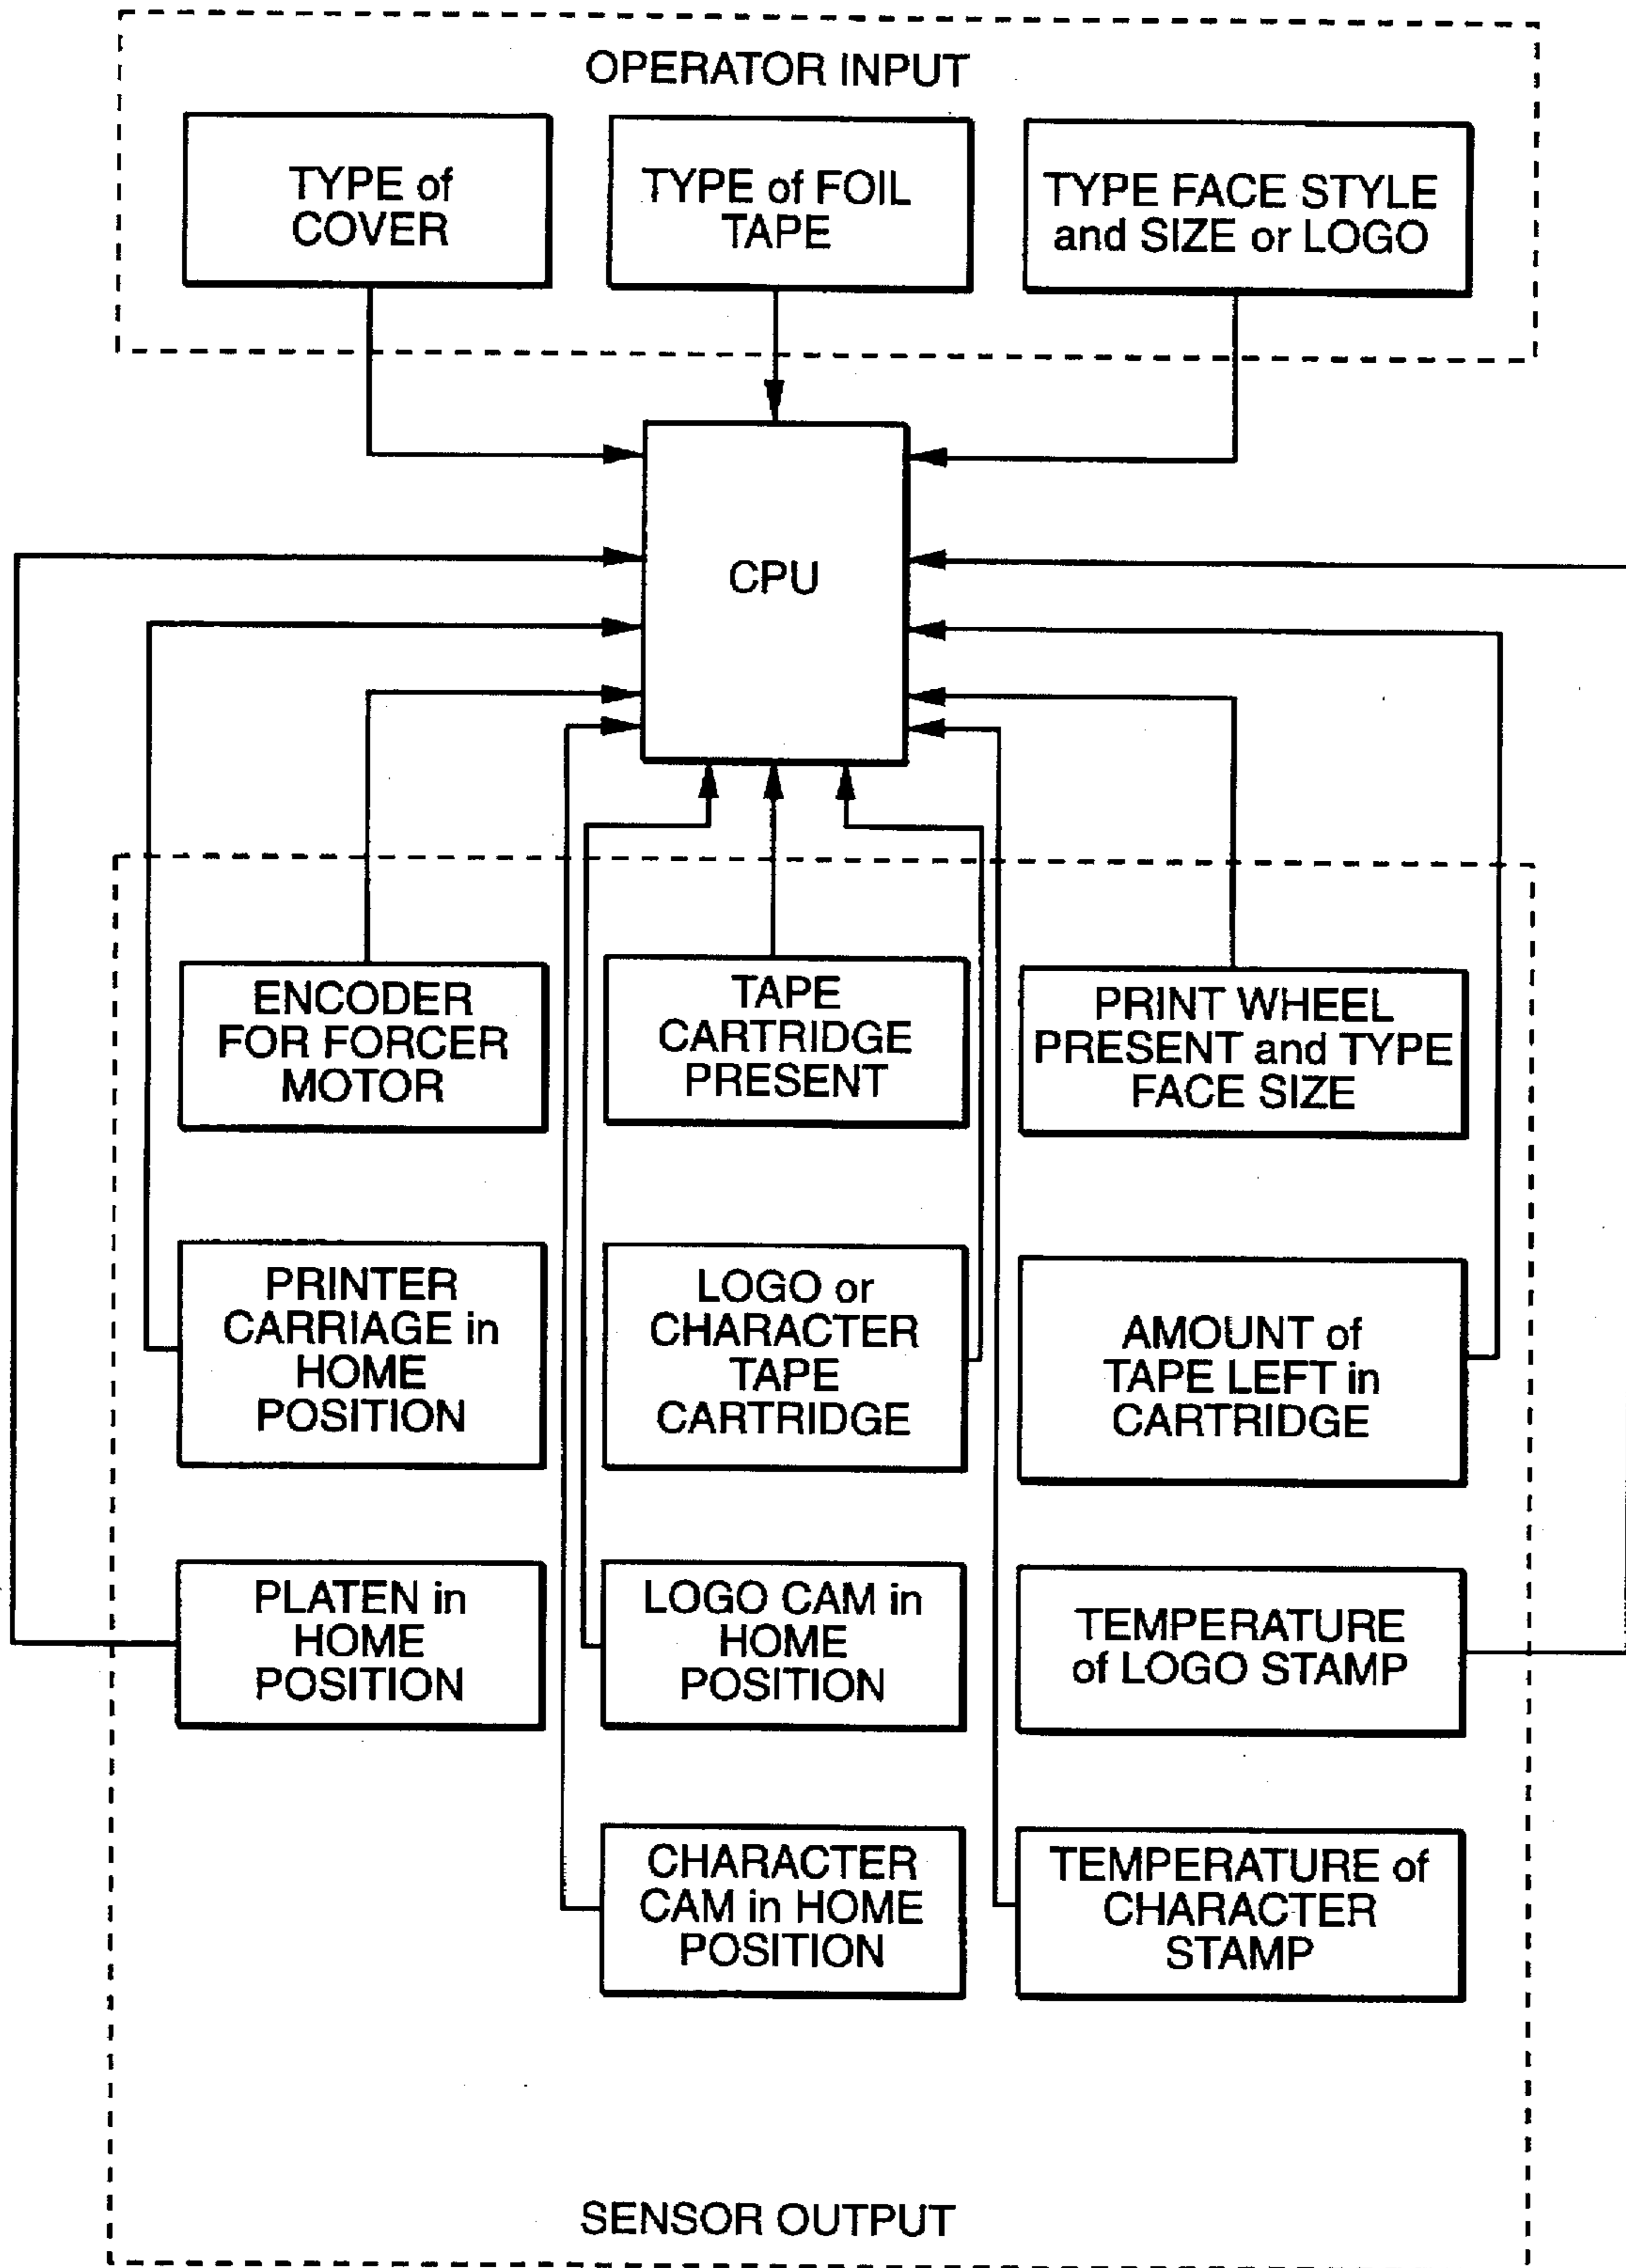 OPERATOR INPUT
TYPE of
COVER
TYPE of FOIL
TAPE
TYPE FACE STYLE
and SIZE or LOGO
CPU
ENCODER
FOR FORCER
MOTOR
TAPE
CARTRIDGE
PRESENT
PRINT WHEEL
PRESENT and TYPE
FACE SIZE
PRINTER
CARRIAGE in
HOME
POSITION
LOGO or
CHARACTER
TAPE
CARTRIDGE
AMOUNT of
TAPE LEFT in
CARTRIDGE
PLATEN in
HOME
POSITION
LOGO CAM in
HOME
POSITION
TEMPERATURE
of LOGO STAMP
CHARACTER
CAM in HOME
POSITION
TEMPERATURE of
CHARACTER
STAMP
SENSOR OUTPUT